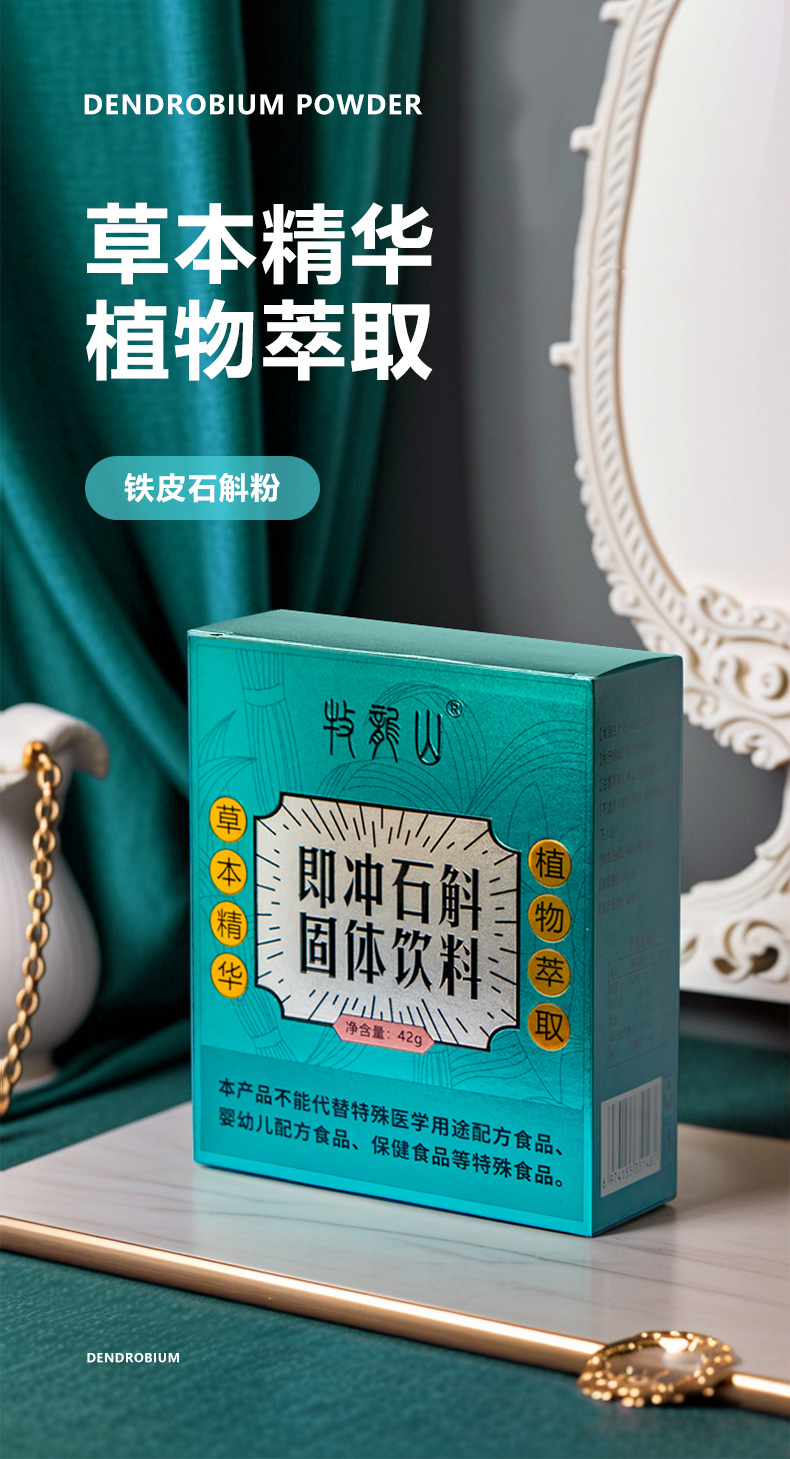 DENDROBIUM POWDER
草本精华
植物萃取
铁皮石斛粉
牧龍山®
草本精华
即冲石斛
固体饮料
植物萃取
净含量：42g
本产品不能代替特殊医学用途配方食品、
婴幼儿配方食品、保健食品等特殊食品。
DENDROBIUM